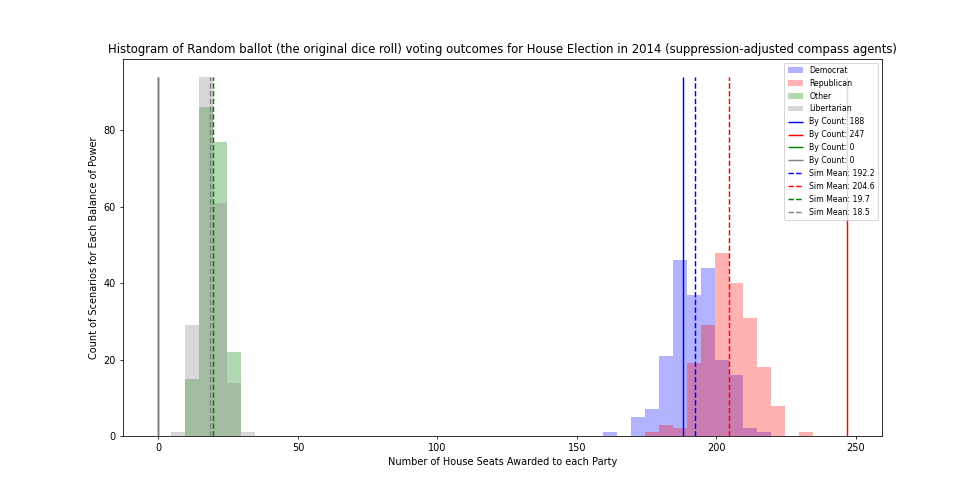 Histogram of Random ballot (the original dice roll) voting outcomes for House Election in 2014 (suppression-adjusted compass agents)
Democrat
Republican
Other
Libertarian
By Count: 188
By Count: 247
By Count: 0
By Count: 0
Sim Mean: 192.2
Sim Mean: 204.6
Sim Mean: 19.7
Sim Mean: 18.5
Count of Scenarios for Each Balance of Power
80
60
40
20
0
0 50 100 150 200 250
Number of House Seats Awarded to each Party